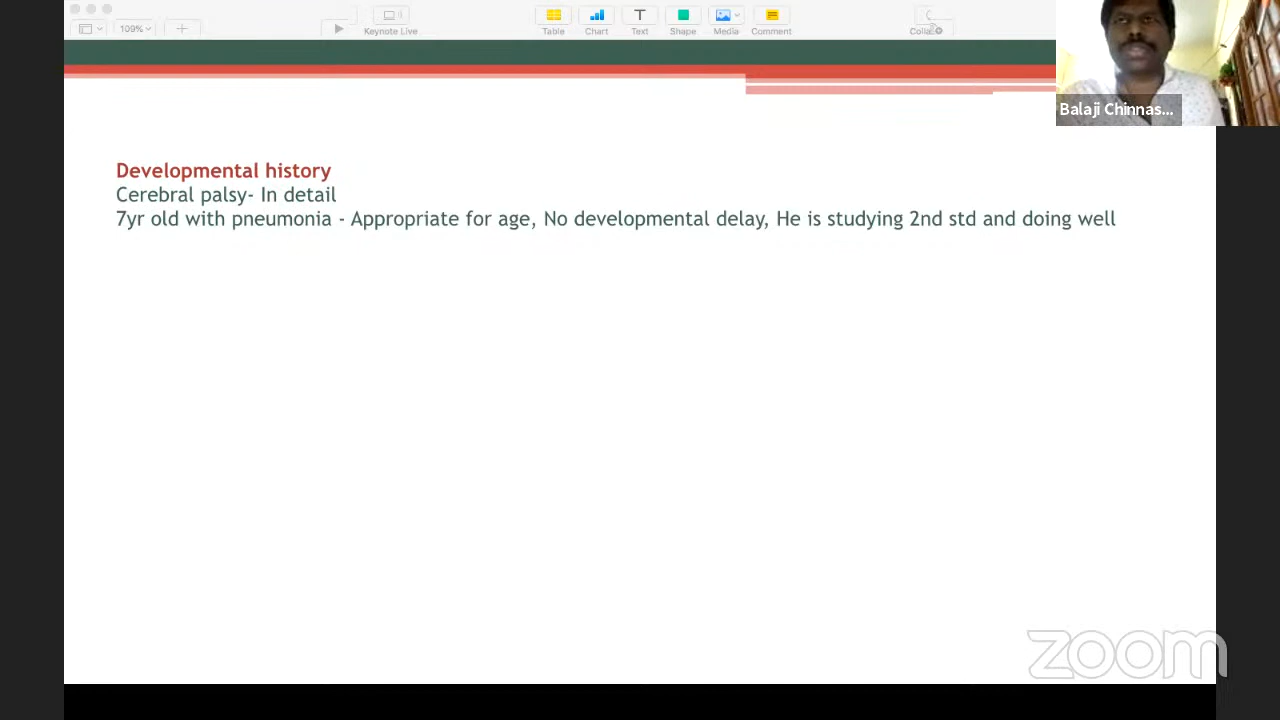 109%
Keynote Live
Table
Chart
Text
Shape
Media
Comment
Balaji Chinnas...
Developmental history
Cerebral palsy- In detail
7yr old with pneumonia - Appropriate for age, No developmental delay, He is studying 2nd std and doing well
zoom